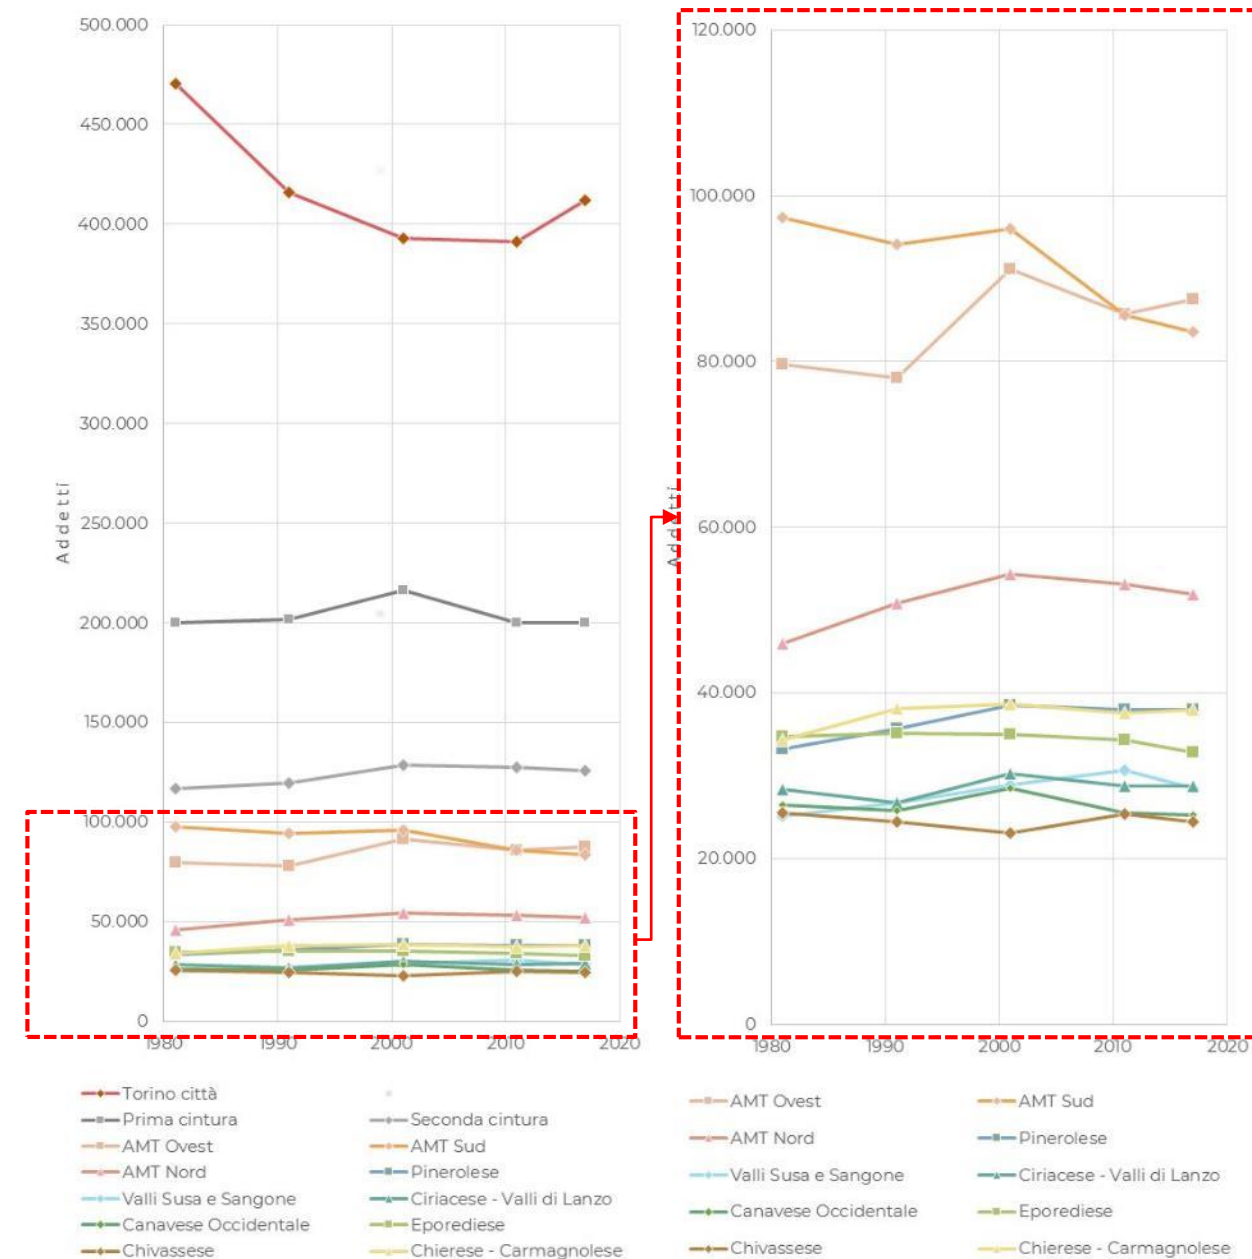 500.000
450.000
400.000
350.000
300.000
250.000
200.000
150.000
100.000
50.000
0
Addetti
1980 1990 2000 2010 2020
Torino città
Prima cintura Seconda cintura
AMT Ovest AMT Sud
AMT Nord Pinerolese
Valli Susa e Sangone Ciriacese - Valli di Lanzo
Canavese Occidentale Eporediese
Chivassese Chierese - Carmagnolese
120.000
100.000
80.000
60.000
40.000
20.000
0
Addetti
1980 1990 2000 2010 2020
AMT Ovest AMT Sud
AMT Nord Pinerolese
Valli Susa e Sangone Ciriacese - Valli di Lanzo
Canavese Occidentale Eporediese
Chivassese Chierese - Carmagnolese